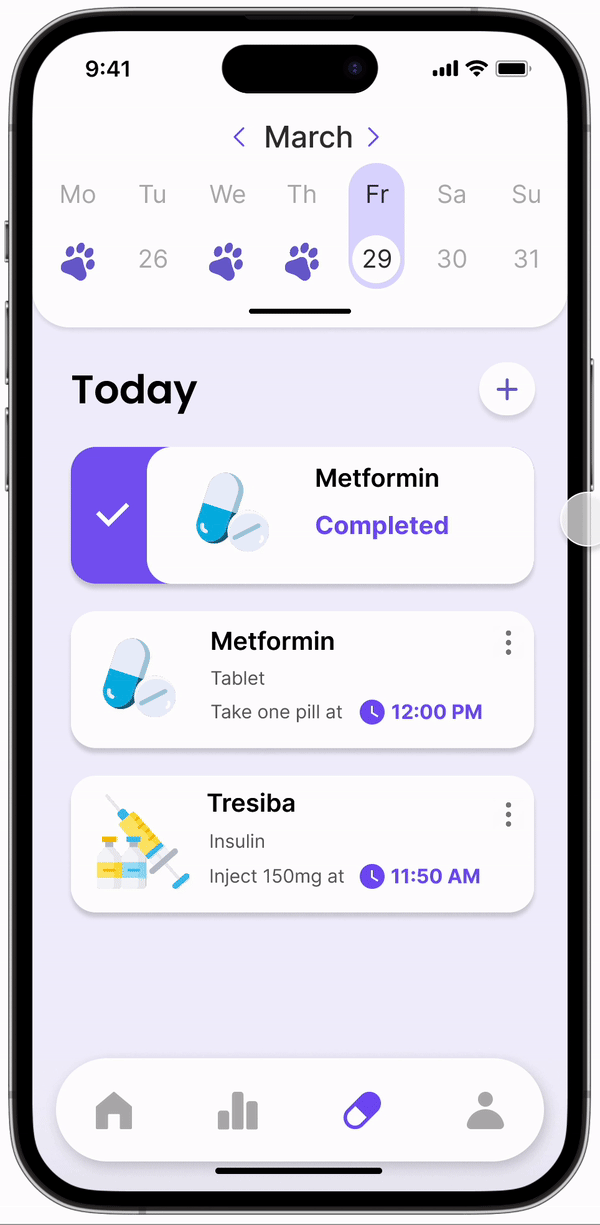 9:41
March
Mo Tu We Th Fr Sa Su
26 29 30 31
Today
Metformin
Completed
Metformin
Tablet
Take one pill at 12:00 PM
Tresiba
Insulin
Inject 150mg at 11:50 AM